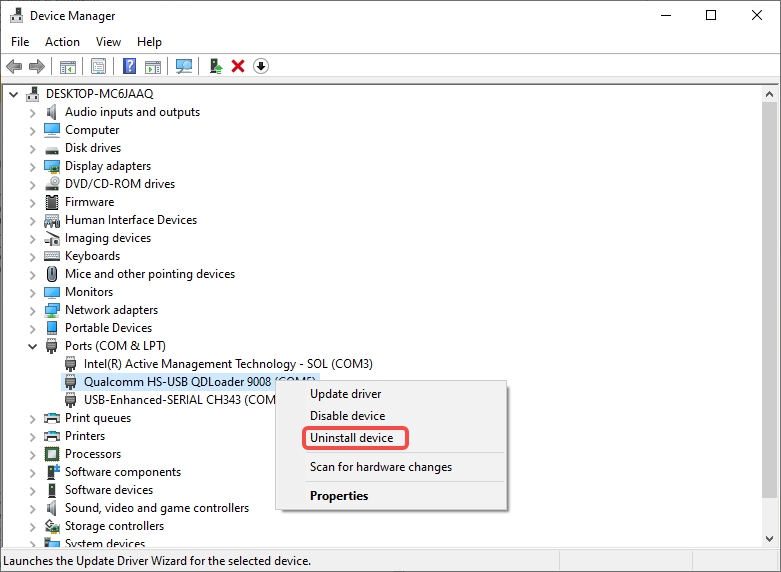 Device Manager
File Action View Help
DESKTOP-MC6JAAQ
Audio inputs and outputs
Computer
Disk drives
Display adapters
DVD/CD-ROM drives
Firmware
Human Interface Devices
Imaging devices
Keyboards
Mice and other pointing devices
Monitors
Network adapters
Portable Devices
Ports (COM & LPT)
Intel(R) Active Management Technology - SOL (COM3)
Qualcomm HS-USB QDLoader 9008 (COM5)
USB-Enhanced-SERIAL CH343 (COM
Update driver
Disable device
Uninstall device
Scan for hardware changes
Properties
Print queues
Printers
Processors
Software components
Software devices
Sound, video and game controllers
Storage controllers
System devices
Launches the Update Driver Wizard for the selected device.